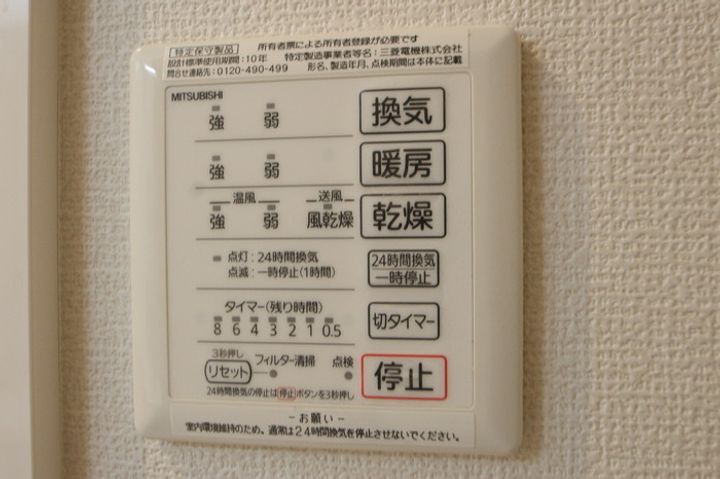 特定保守製品 所有者票による所有者登録が必要です
設計標準使用期間:10年 特定製造事業者等名:三菱電機株式会社
問合せ連絡先:0120-490-499 形名、製造年月、点検期間は本体に記載
MITSUBISHI
強 弱 換気
強 弱 暖房
温風 送風
強 弱 風乾燥 乾燥
点灯:24時間換気
点滅:一時停止(1時間)
24時間換気
一時停止
タイマー(残り時間)
8 6 4 3 2 1 0.5
切タイマー
3秒押し
リセット フィルター清掃 点検
停止
24時間換気の停止は停止ボタンを3秒押し
-お願い-
室内環境維持のため、通常は24時間換気を停止させないでください。